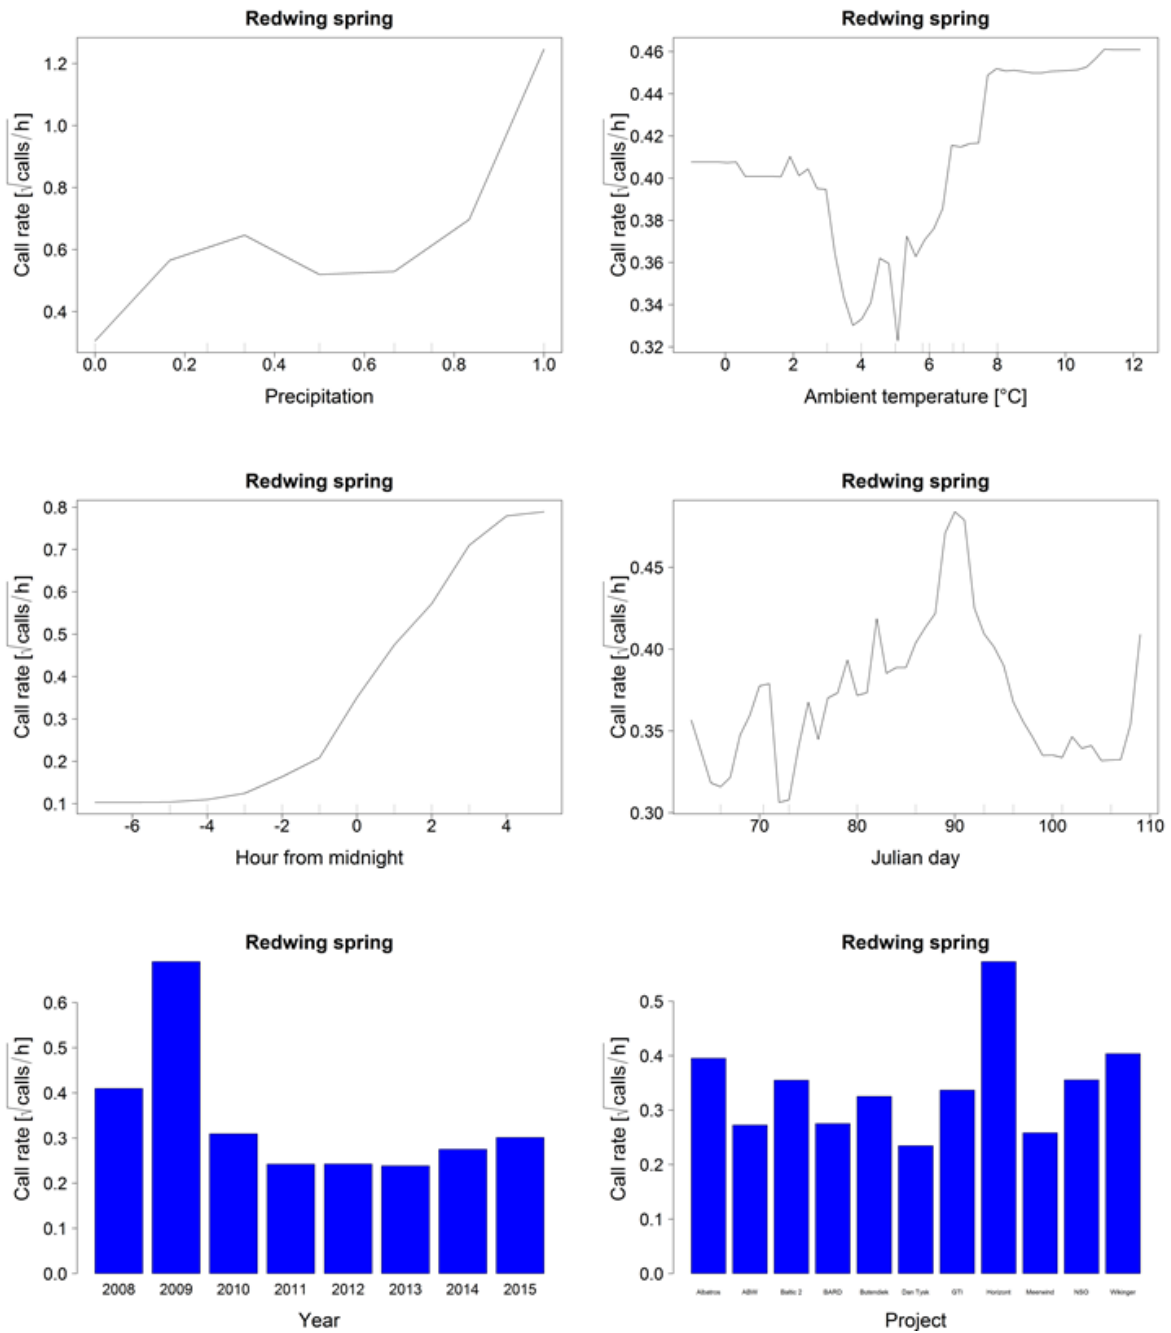 Redwing spring
Call rate [√calls/h]
1.2
1.0
0.8
0.6
0.4
0.0 0.2 0.4 0.6 0.8 1.0
Precipitation
Redwing spring
Call rate [√calls/h]
0.46
0.44
0.42
0.40
0.38
0.36
0.34
0.32
0 2 4 6 8 10 12
Ambient temperature [°C]
Redwing spring
Call rate [√calls/h]
0.8
0.7
0.6
0.5
0.4
0.3
0.2
0.1
-6 -4 -2 0 2 4
Hour from midnight
Redwing spring
Call rate [√calls/h]
0.45
0.40
0.35
0.30
70 80 90 100 110
Julian day
Redwing spring
Call rate [√calls/h]
0.6
0.5
0.4
0.3
0.2
0.1
0.0
2008 2009 2010 2011 2012 2013 2014 2015
Year
Redwing spring
Call rate [√calls/h]
0.5
0.4
0.3
0.2
0.1
0.0
Albatros ABW Baltic 2 BARD Butendiek Dan Tysk GTI Horizont Meerwind NSO Wikinger
Project